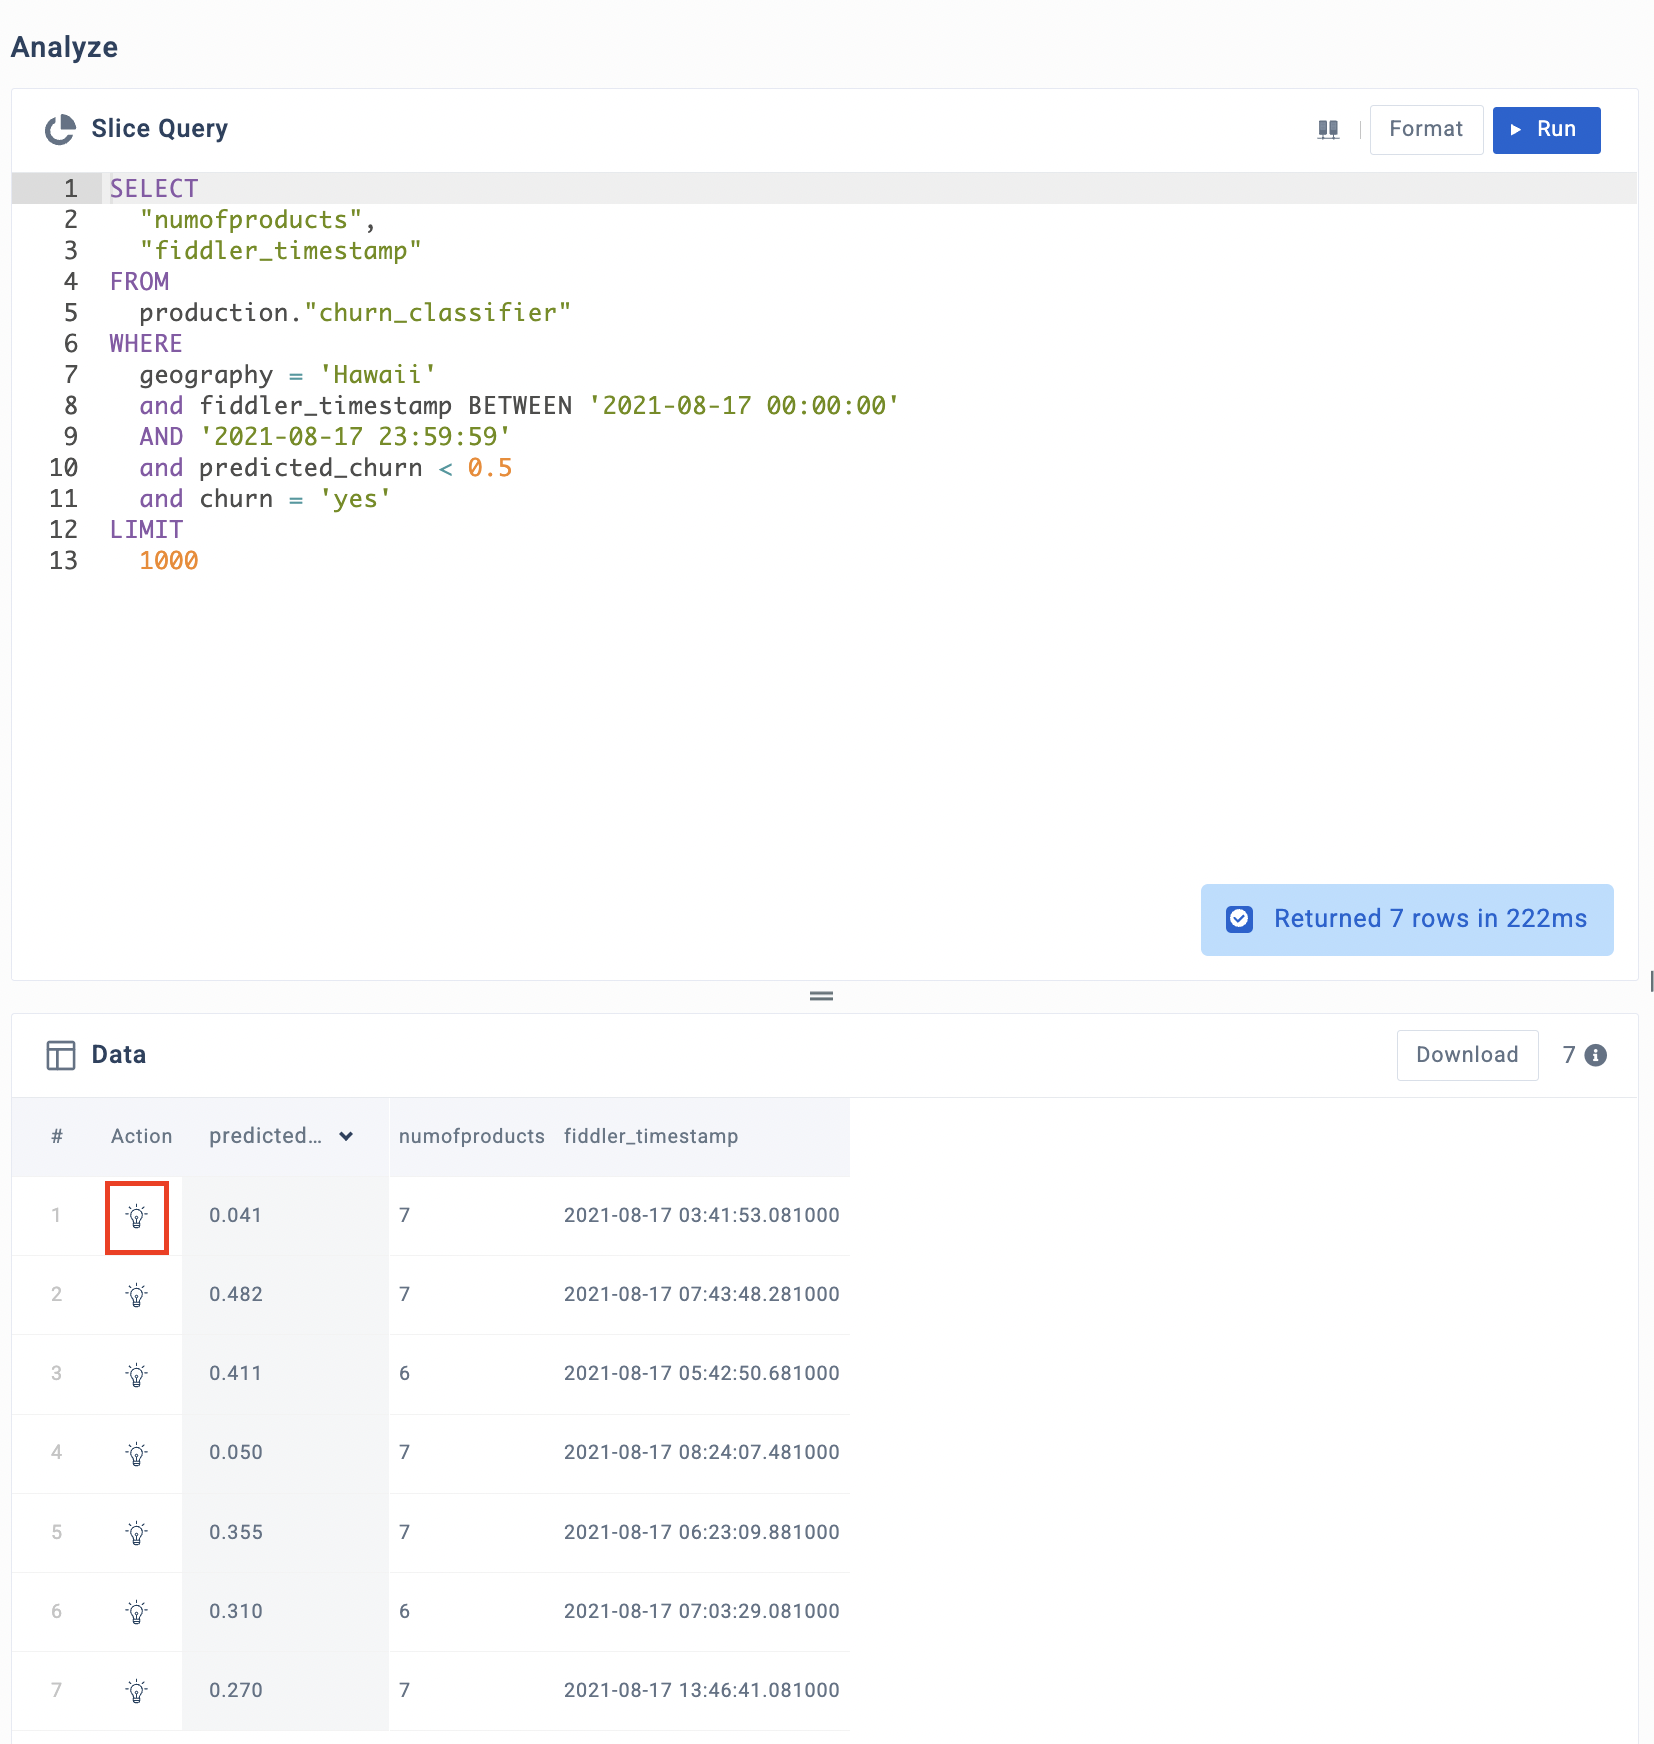 Analyze
Slice Query
Format
Run
1 SELECT
2 "numofproducts",
3 "fiddler_timestamp"
4 FROM
5 production."churn_classifier"
6 WHERE
7 geography = 'Hawaii'
8 and fiddler_timestamp BETWEEN '2021-08-17 00:00:00'
9 AND '2021-08-17 23:59:59'
10 and predicted_churn < 0.5
11 and churn = 'yes'
12 LIMIT
13 1000
Returned 7 rows in 222ms
Data
Download
7
# Action predicted... numofproducts fiddler_timestamp
1 0.041 7 2021-08-17 03:41:53.081000
2 0.482 7 2021-08-17 07:43:48.281000
3 0.411 6 2021-08-17 05:42:50.681000
4 0.050 7 2021-08-17 08:24:07.481000
5 0.355 7 2021-08-17 06:23:09.881000
6 0.310 6 2021-08-17 07:03:29.081000
7 0.270 7 2021-08-17 13:46:41.081000